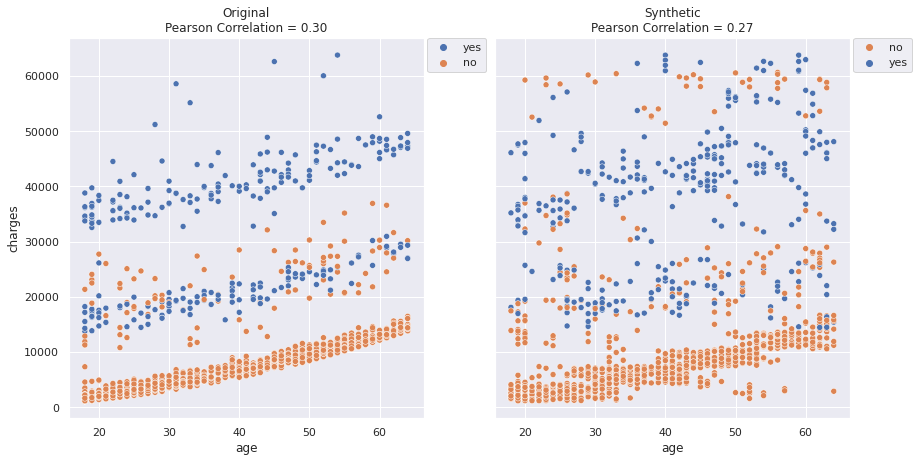 Original
Pearson Correlation = 0.30
yes
no
60000
50000
40000
30000
20000
10000
0
charges
20
30
40
50
60
age
Synthetic
Pearson Correlation = 0.27
no
yes
20
30
40
50
60
age